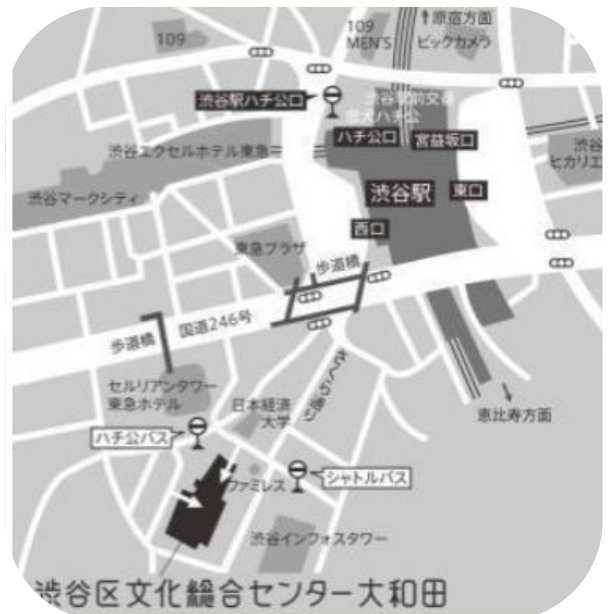 ↑原宿方面
109
MEN'S
ビックカメラ
109
渋谷駅ハチ公口
ハチ公口
宮益坂口
渋谷エクセルホテル東急
渋谷
ヒカリエ
渋谷駅
東口
渋谷マークシティ
西口
東急プラザ
歩道橋
国道246号
歩道橋
さくら通り
セルリアンタワー
東急ホテル
日本経済
大学
恵比寿方面
ハチ公バス
ファミレス
シャトルバス
渋谷インフォスタワー
渋谷区文化総合センター大和田